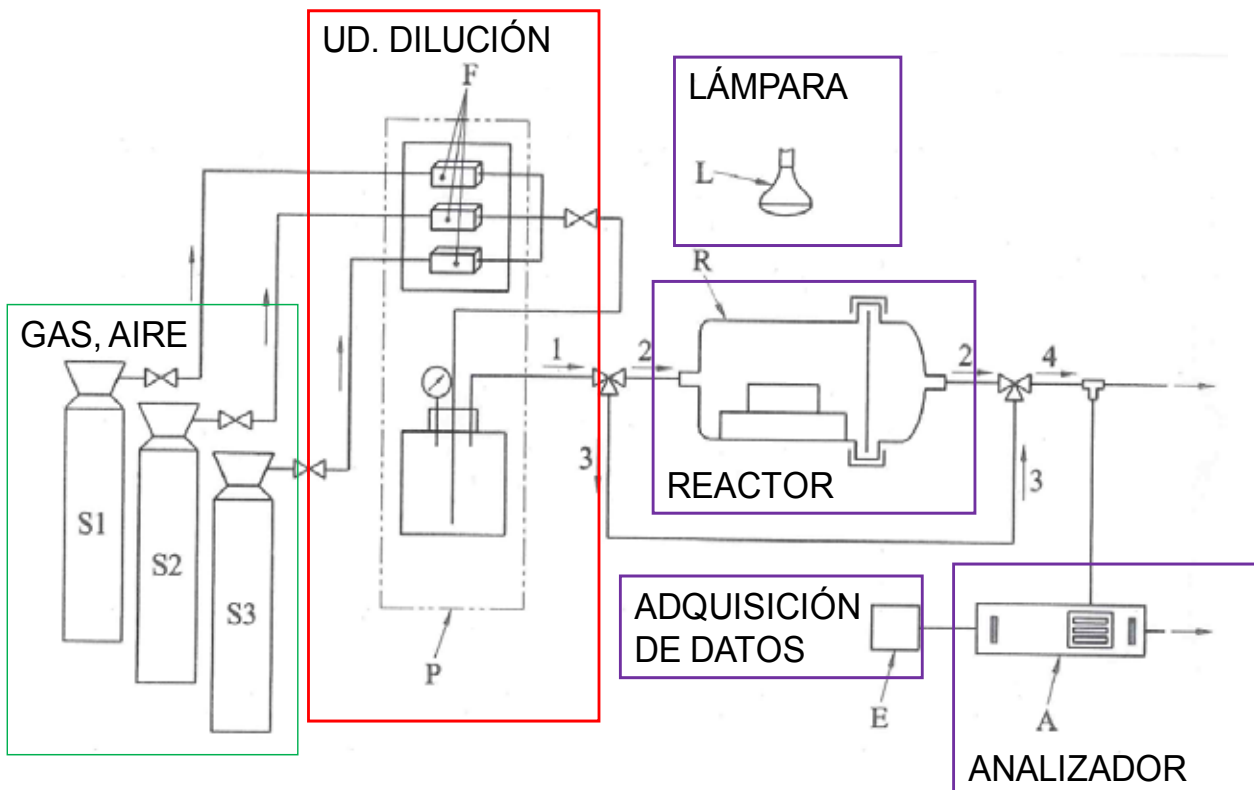 UD. DILUCIÓN
F
LÁMPARA
L
R
GAS, AIRE
1
2
2
4
3
3
REACTOR
S1
S2
S3
ADQUISICIÓN
DE DATOS
P
E
A
ANALIZADOR